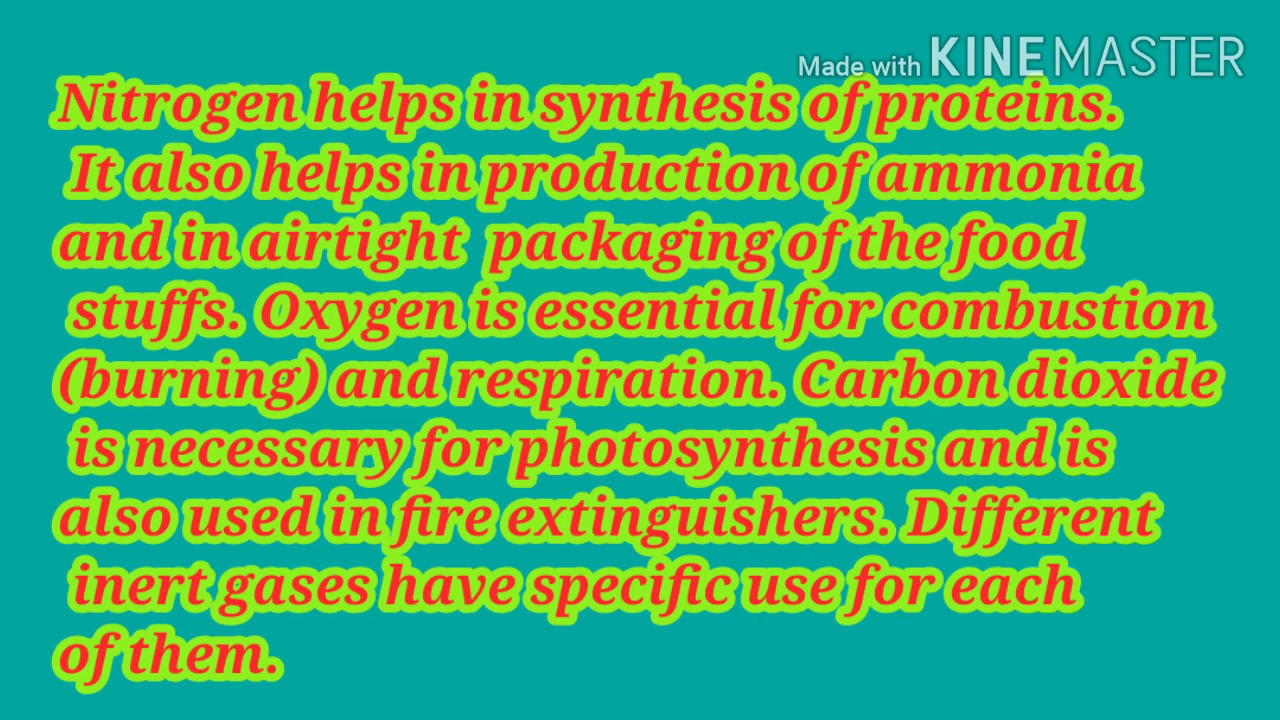 Made with KINEMASTER
Nitrogen helps in synthesis of proteins.
It also helps in production of ammonia
and in airtight packaging of the food
stuffs. Oxygen is essential for combustion
(burning) and respiration. Carbon dioxide
is necessary for photosynthesis and is
also used in fire extinguishers. Different
inert gases have specific use for each
of them.